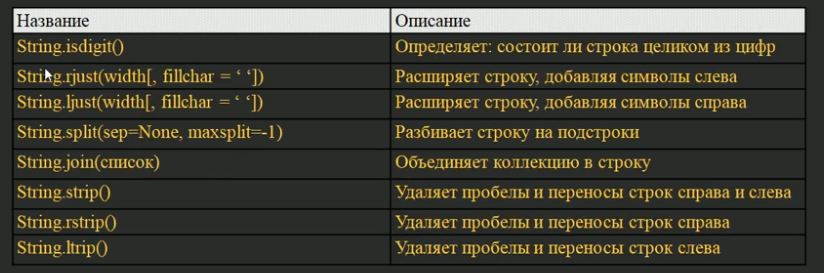 Название Описание
String.isdigit() Определяет: состоит ли строка целиком из цифр
String.rjust(width[, fillchar = ‘ ‘]) Расширяет строку, добавляя символы слева
String.ljust(width[, fillchar = ‘ ‘]) Расширяет строку, добавляя символы справа
String.split(sep=None, maxsplit=-1) Разбивает строку на подстроки
String.join(список) Объединяет коллекцию в строку
String.strip() Удаляет пробелы и переносы строк справа и слева
String.rstrip() Удаляет пробелы и переносы строк справа
String.ltrip() Удаляет пробелы и переносы строк слева